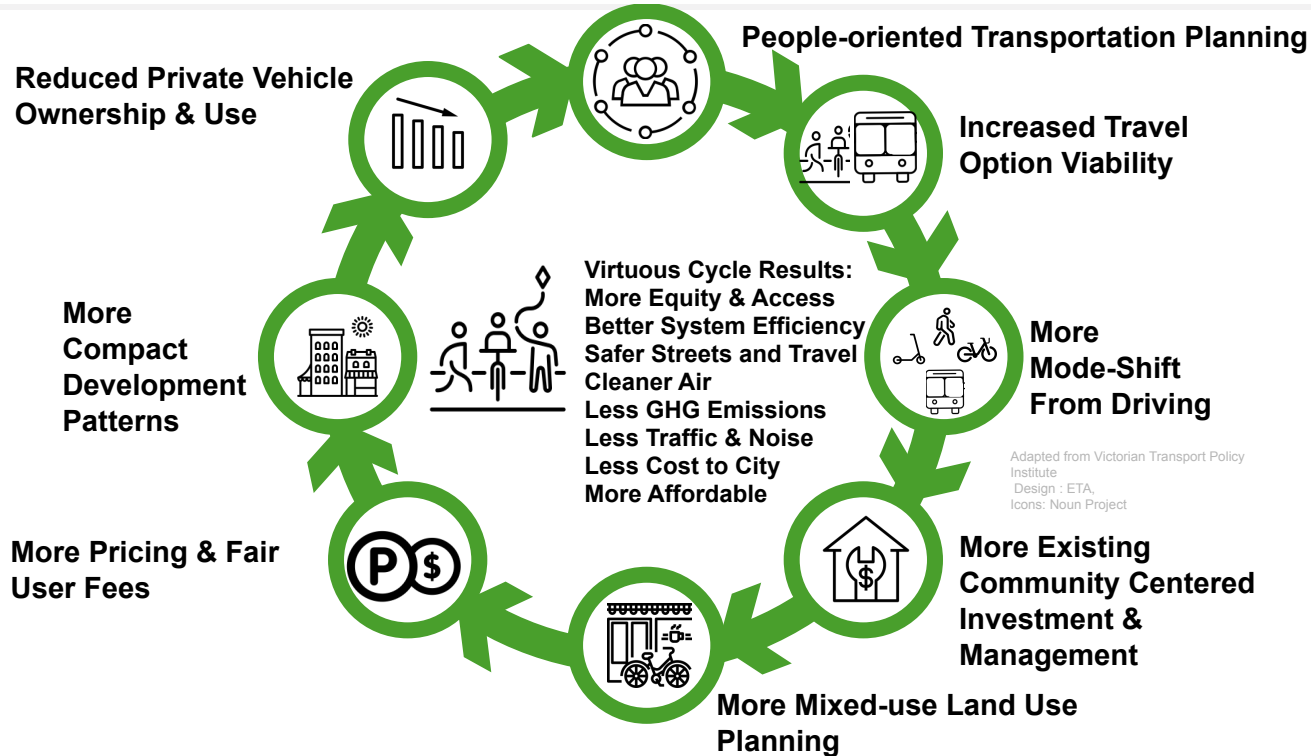 People-oriented Transportation Planning
Increased Travel
Option Viability
More
Mode-Shift
From Driving
More Existing
Community Centered
Investment &
Management
More Mixed-use Land Use
Planning
More Pricing & Fair
User Fees
P $
More
Compact
Development
Patterns
Reduced Private Vehicle
Ownership & Use
Virtuous Cycle Results:
More Equity & Access
Better System Efficiency
Safer Streets and Travel
Cleaner Air
Less GHG Emissions
Less Traffic & Noise
Less Cost to City
More Affordable
$
Adapted from Victorian Transport Policy
Institute
Design : ETA,
Icons: Noun Project